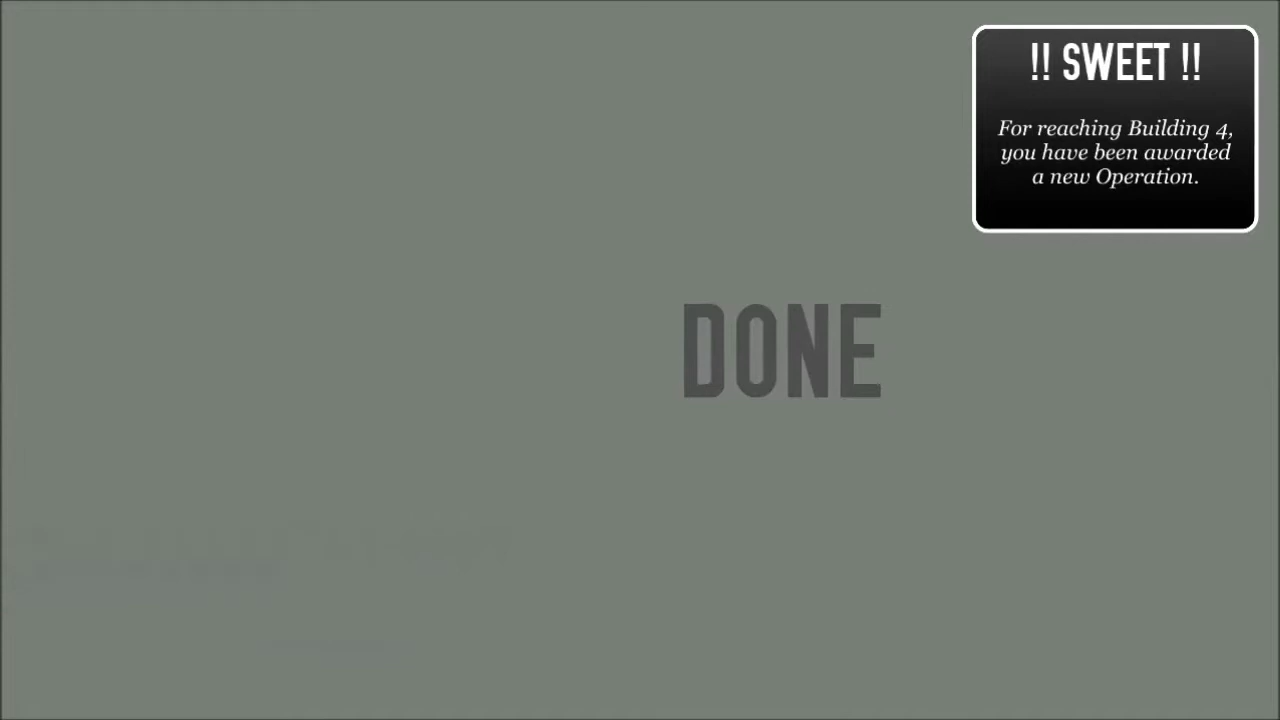 !! SWEET !!
For reaching Building 4,
you have been awarded
a new Operation.
DONE